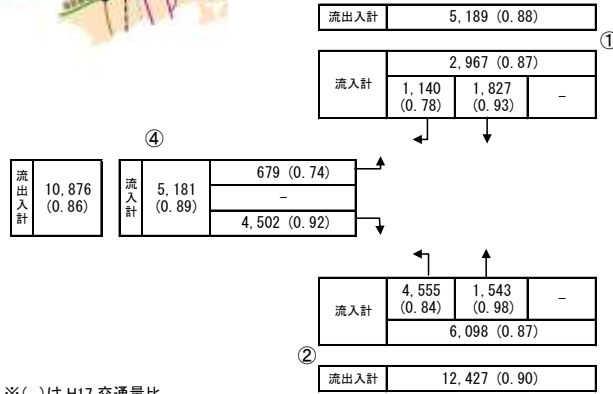 流出入計 5,189 (0.88)
①
流入計 2,967 (0.87)
1,140 (0.78) 1,827 (0.93) −
④
流出入計 10,876 (0.86)
流入計 5,181 (0.89)
679 (0.74)
−
4,502 (0.92)
流入計 4,555 (0.84) 1,543 (0.98) −
6,098 (0.87)
②
流出入計 12,427 (0.90)
※( )は H17 交通量比